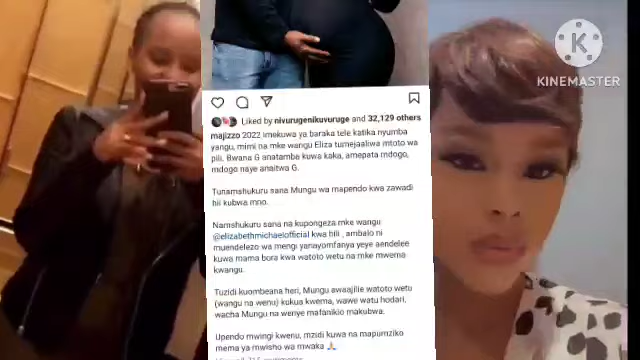 K
KINEMASTER
Liked by nivurugenikuvuruge and 32,129 others
majizzo 2022 imekuwa ya baraka tele katika nyumba
yangu, mimi na mke wangu Eliza tumejaaliwa mtoto wa
pili. Bwana G anatamba kuwa kaka, amepata mdogo,
mdogo naye anaitwa G.
Tunamshukuru sana Mungu wa mapendo kwa zawadi
hii kubwa mno.
Namshukuru sana na kupongeza mke wangu
@elizabethmichaelofficial kwa hili , ambalo ni
muendelezo wa mengi yanayomfanya yeye aendelee
kuwa mama bora kwa watoto wetu na mke mwema
kwangu.
Tuzidi kuombeana heri, Mungu awaajilie watoto wetu
(wangu na wenu) kukua kwema, wawe watu hodari,
wacha Mungu na wenye mafanikio makubwa.
Upendo mwingi kwenu, mzidi kuwa na mapumziko
mema ya mwisho wa mwaka 🙏